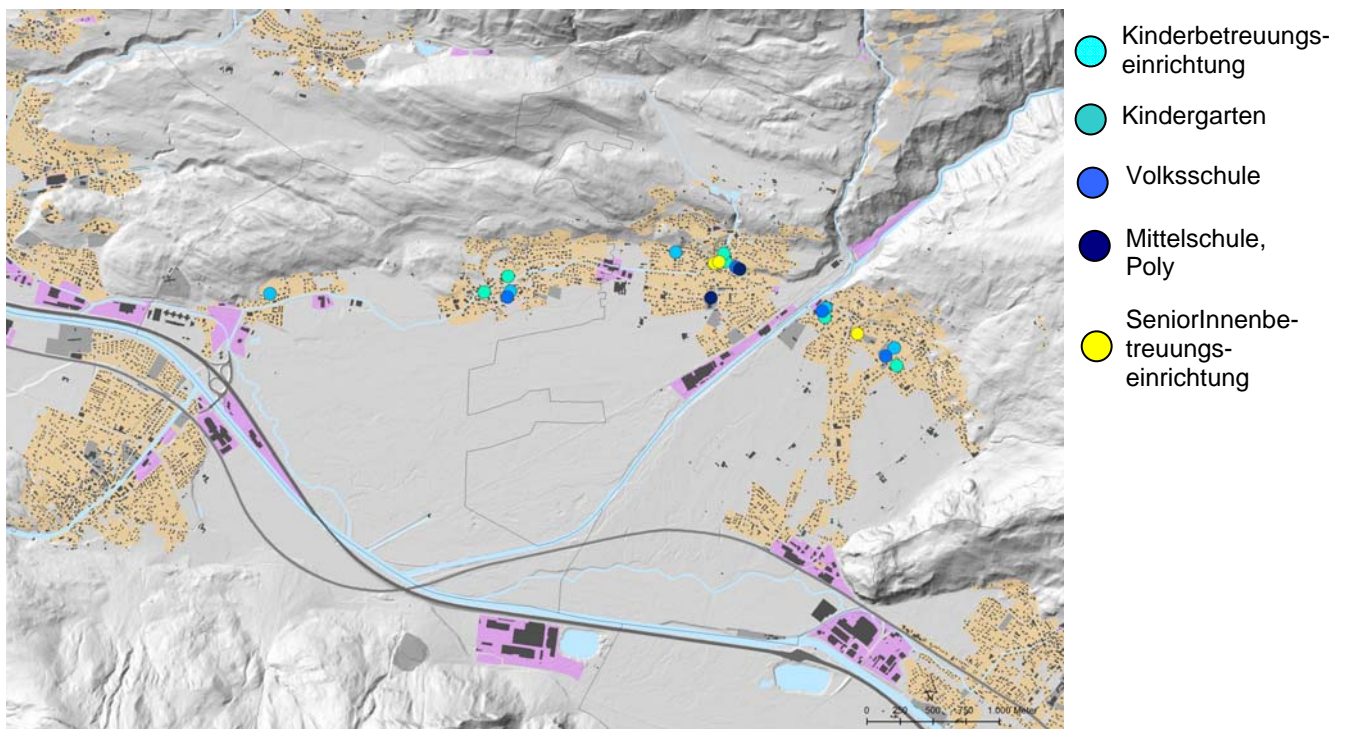 Kinderbetreuungs-
einrichtung
Kindergarten
Volksschule
Mittelschule,
Poly
SeniorInnenbe-
treuungs-
einrichtung
0 250 500 750 1.000 Meter